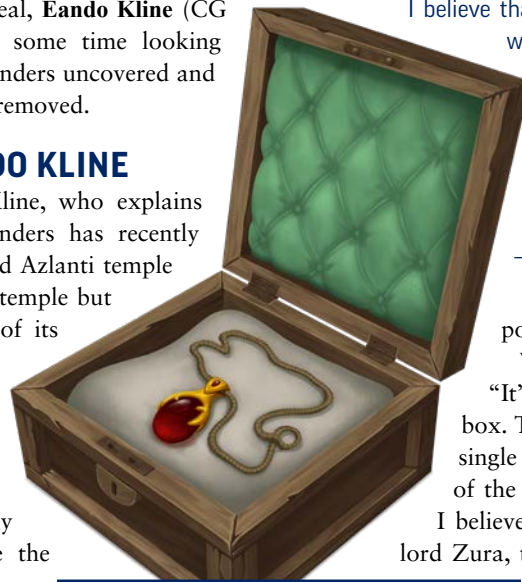 eal, Eando Kline (CG
some time looking
nders uncovered and
removed.
DO KLINE
line, who explains
nders has recently
d Azlanti temple
temple but
of its
y
e the
I believe tha
w
po
"It'
box. T
single
of the
I believe
lord Zura, t